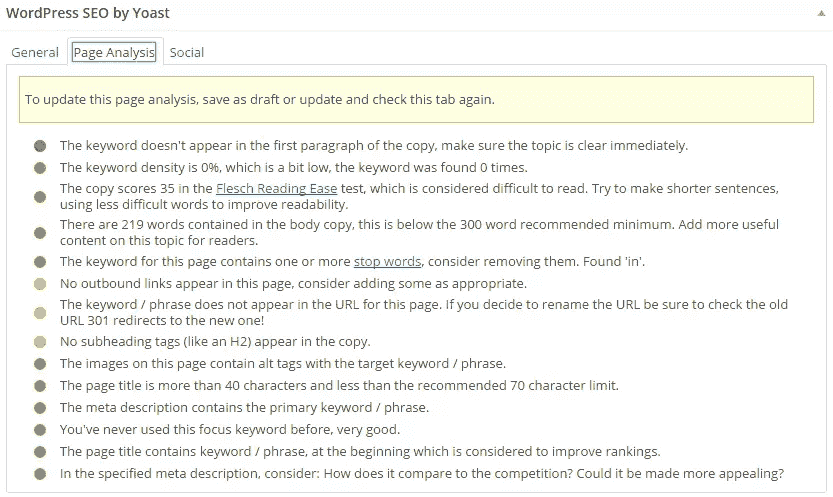 WordPress SEO by Yoast
General Page Analysis Social
To update this page analysis, save as draft or update and check this tab again.
The keyword doesn't appear in the first paragraph of the copy, make sure the topic is clear immediately.
The keyword density is 0%, which is a bit low, the keyword was found 0 times.
The copy scores 35 in the Flesch Reading Ease test, which is considered difficult to read. Try to make shorter sentences,
using less difficult words to improve readability.
There are 219 words contained in the body copy, this is below the 300 word recommended minimum. Add more useful
content on this topic for readers.
The keyword for this page contains one or more stop words, consider removing them. Found 'in'.
No outbound links appear in this page, consider adding some as appropriate.
The keyword / phrase does not appear in the URL for this page. If you decide to rename the URL be sure to check the old
URL 301 redirects to the new one!
No subheading tags (like an H2) appear in the copy.
The images on this page contain alt tags with the target keyword / phrase.
The page title is more than 40 characters and less than the recommended 70 character limit.
The meta description contains the primary keyword / phrase.
You've never used this focus keyword before, very good.
The page title contains keyword / phrase, at the beginning which is considered to improve rankings.
In the specified meta description, consider: How does it compare to the competition? Could it be made more appealing?